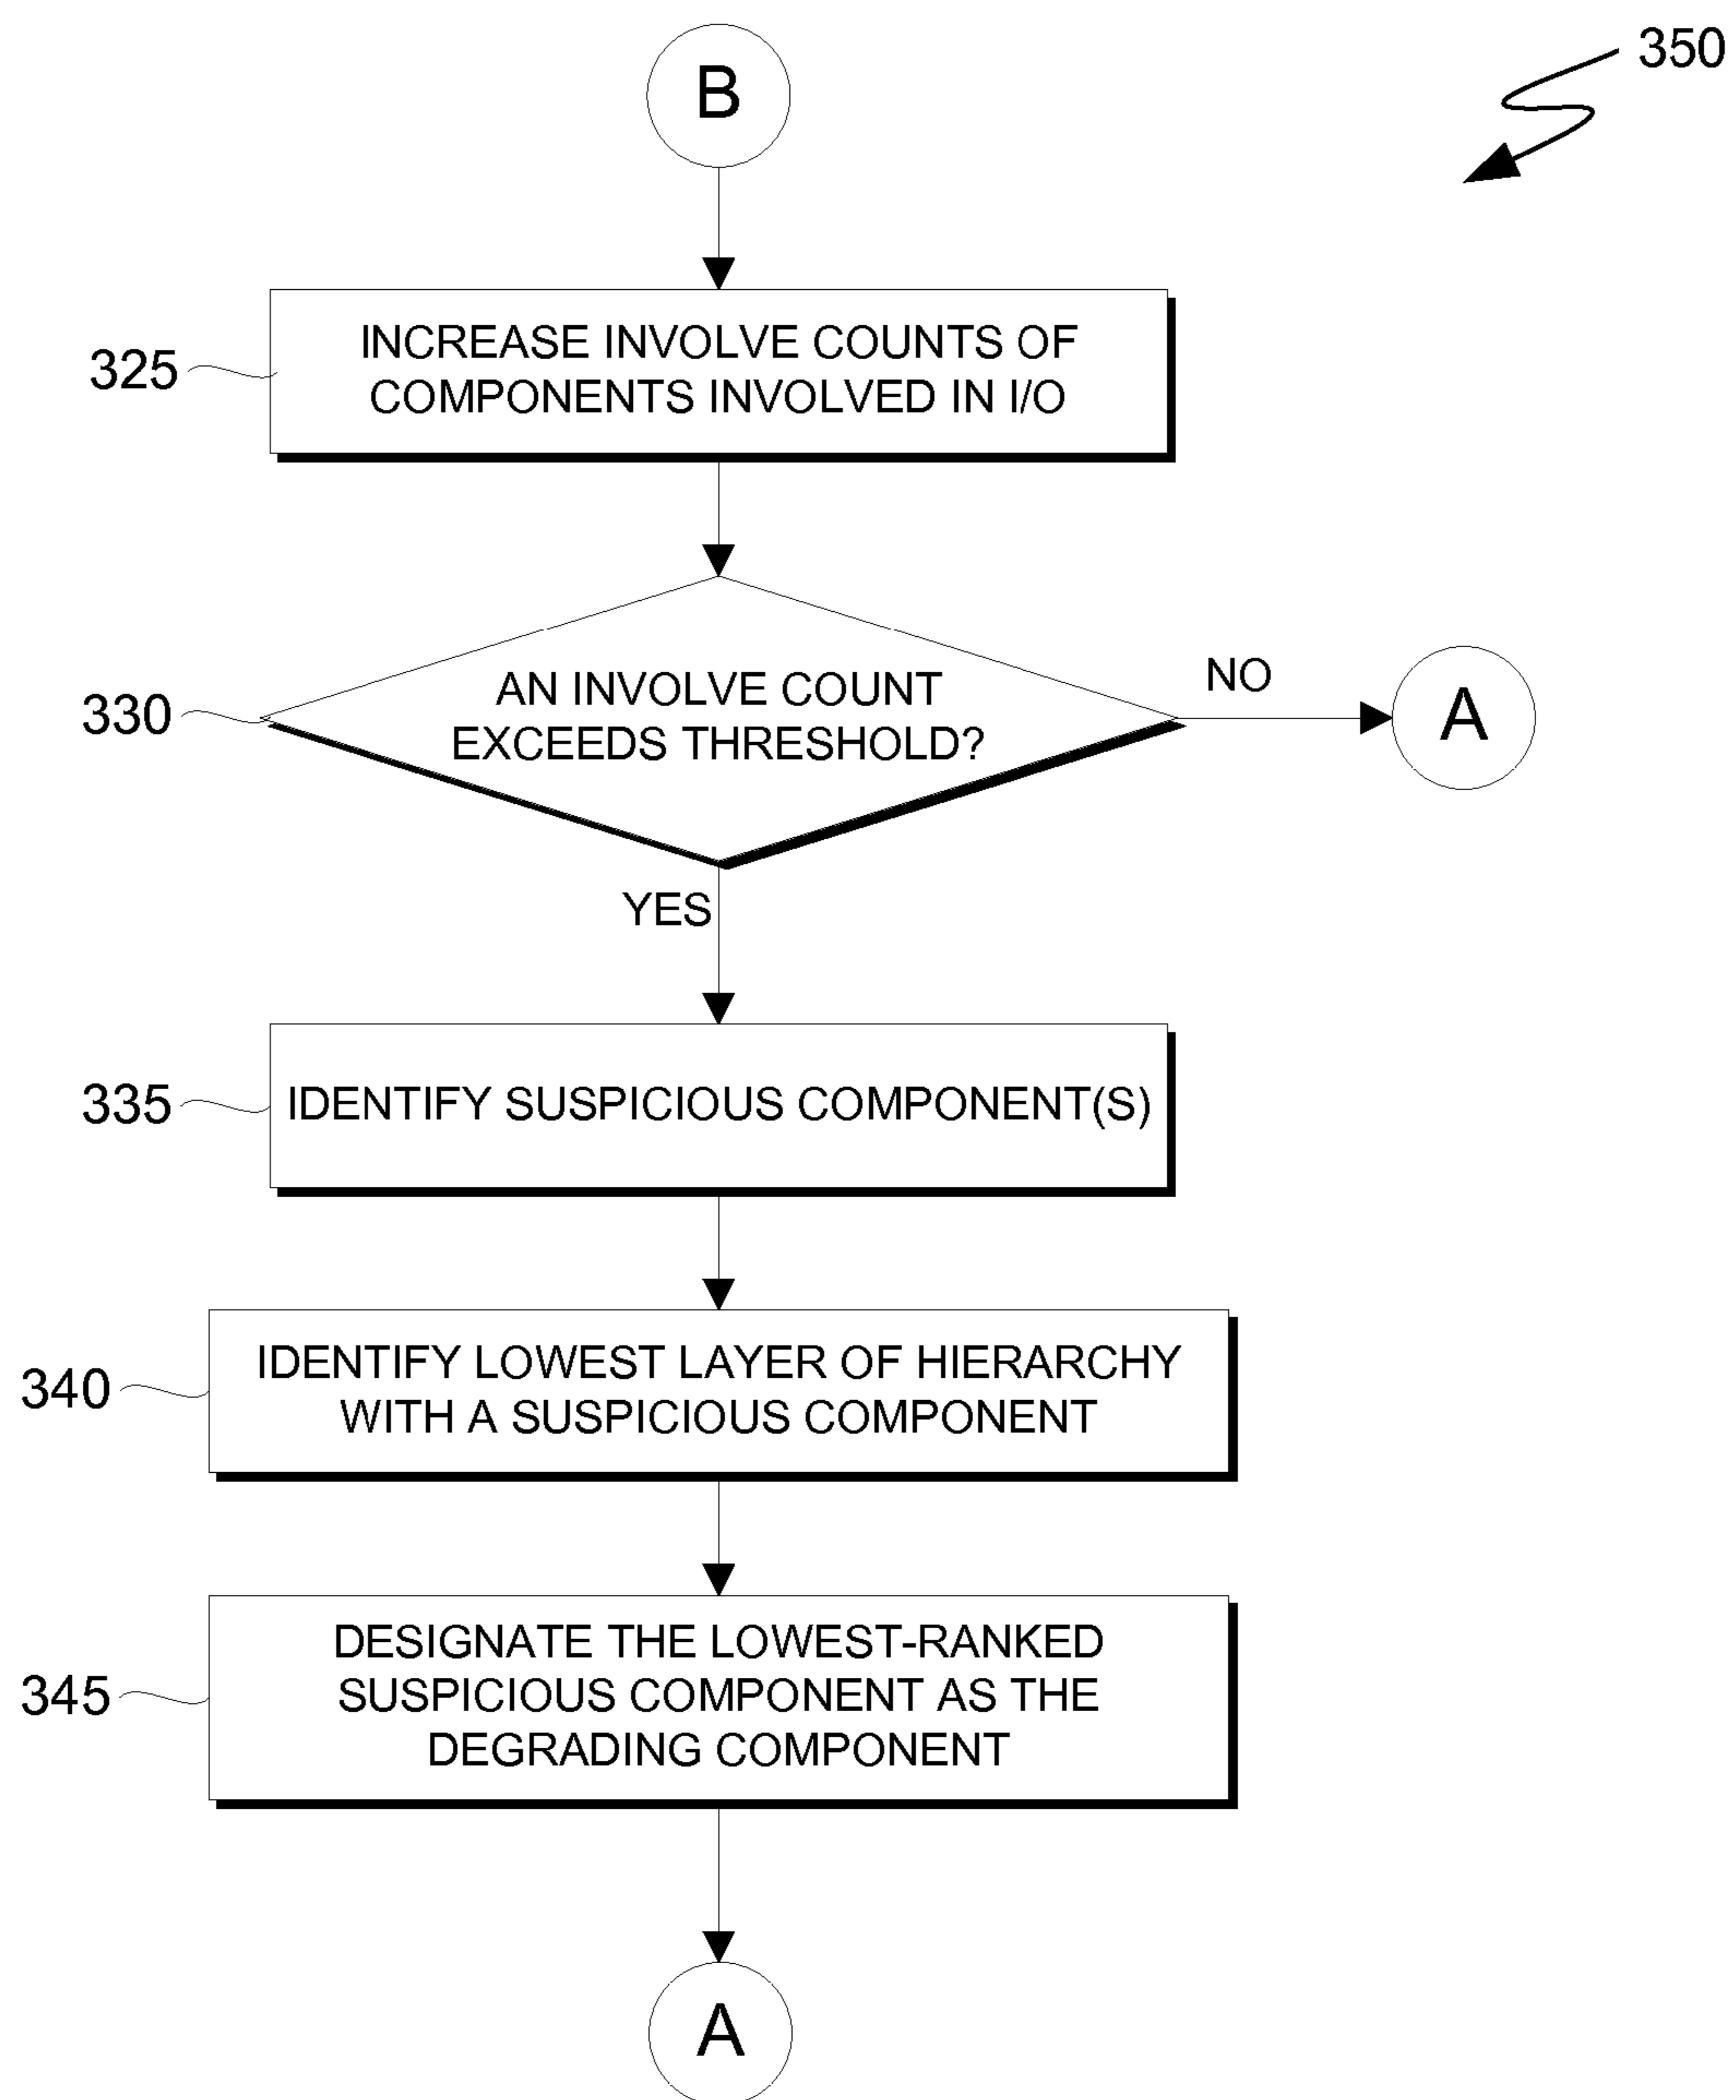 B
350
325
INCREASE INVOLVE COUNTS OF
COMPONENTS INVOLVED IN I/O
330
AN INVOLVE COUNT
EXCEEDS THRESHOLD?
NO
A
YES
335
IDENTIFY SUSPICIOUS COMPONENT(S)
340
IDENTIFY LOWEST LAYER OF HIERARCHY
WITH A SUSPICIOUS COMPONENT
345
DESIGNATE THE LOWEST-RANKED
SUSPICIOUS COMPONENT AS THE
DEGRADING COMPONENT
A